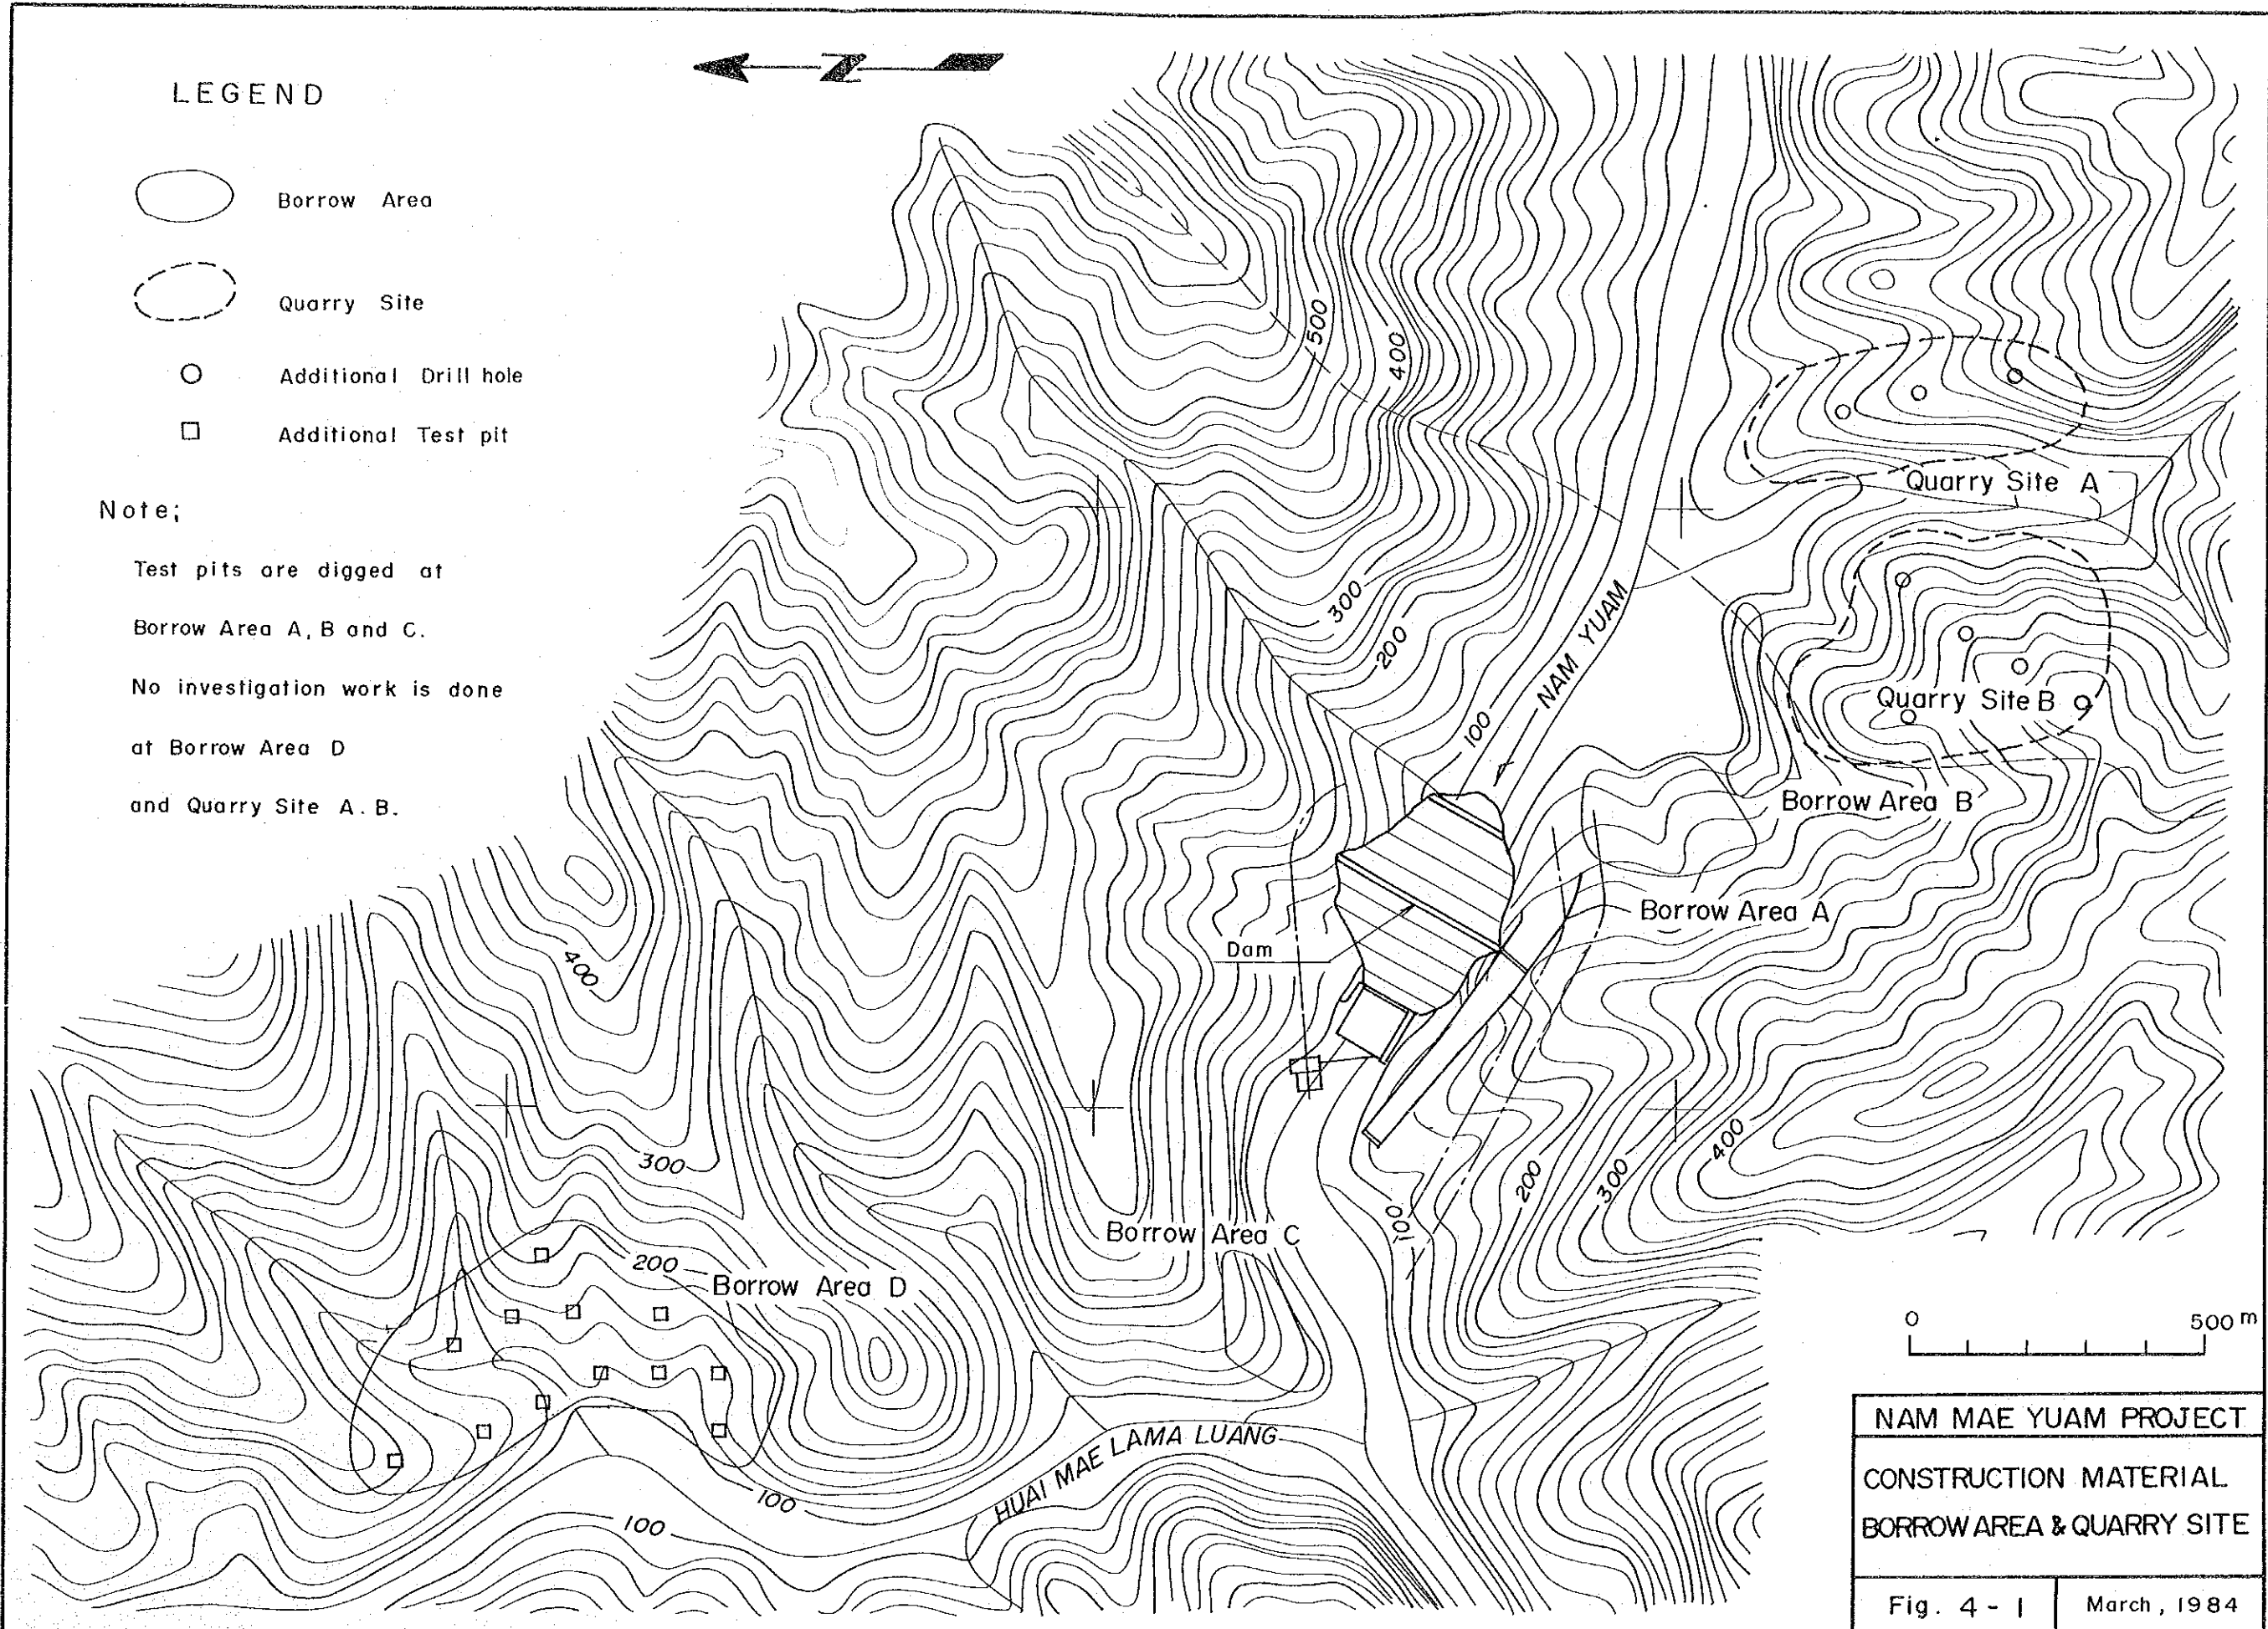 LEGEND
Borrow Area
Quarry Site
Additional Drill hole
Additional Test pit
Note;
Test pits are digged at
Borrow Area A, B and C.
No investigation work is done
at Borrow Area D
and Quarry Site A. B.
N
500
400
300
200
100
NAM YUAM
Quarry Site A
Quarry Site B
Borrow Area B
Borrow Area A
Dam
400
300
200
Borrow Area D
Borrow Area C
100
200
300
400
HUAI MAE LAMA LUANG
100
100
0 500 m
NAM MAE YUAM PROJECT
CONSTRUCTION MATERIAL
BORROW AREA & QUARRY SITE
Fig. 4 - 1
March, 1984